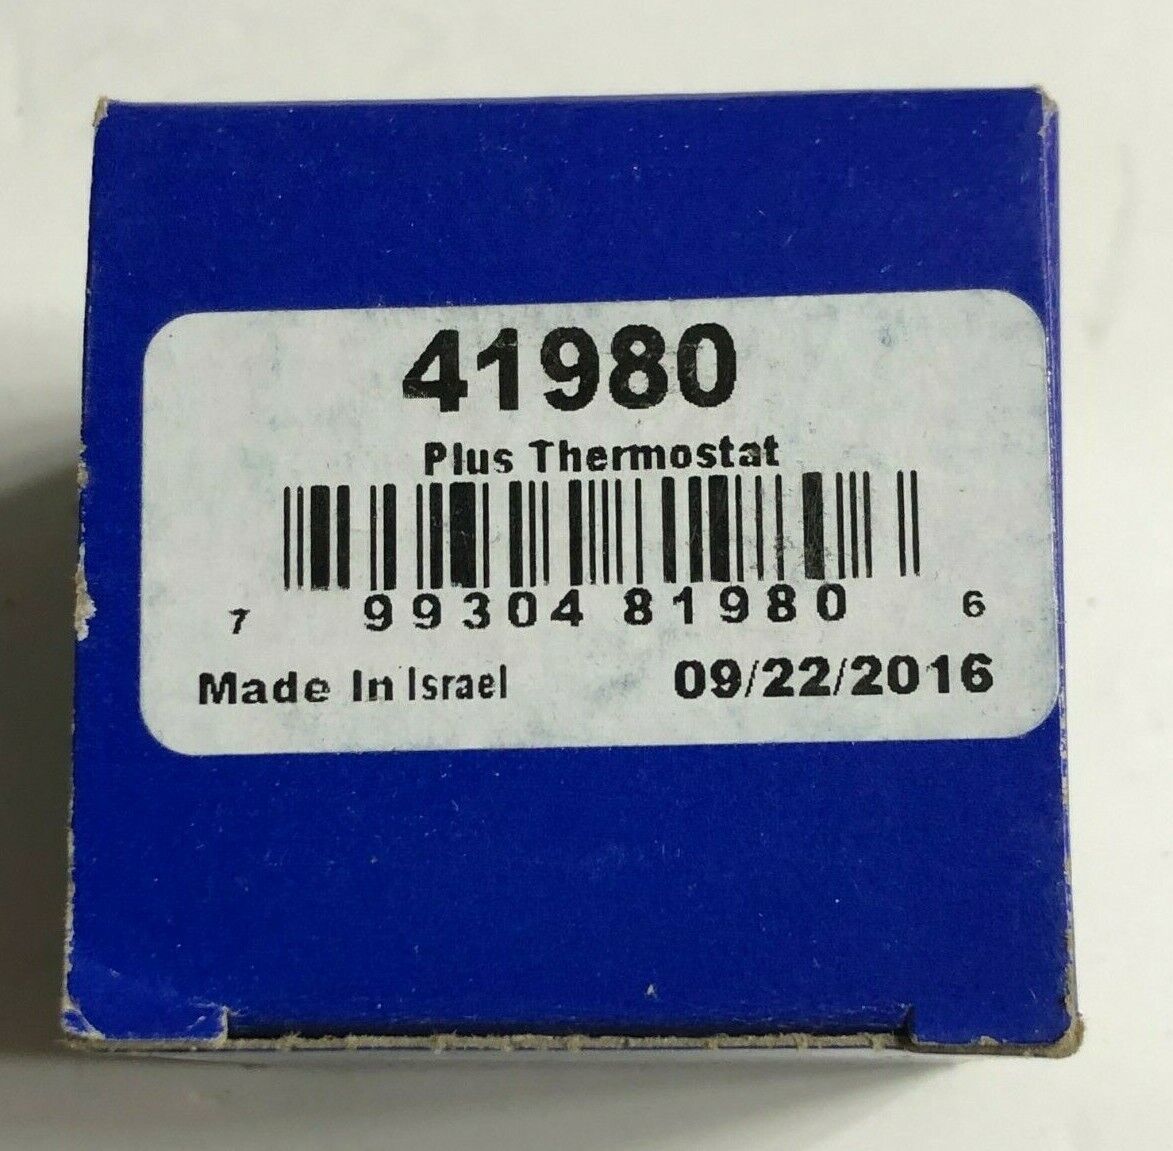 41980
Plus Thermostat
7 99304 81980 6
Made In Israel 09/22/2016